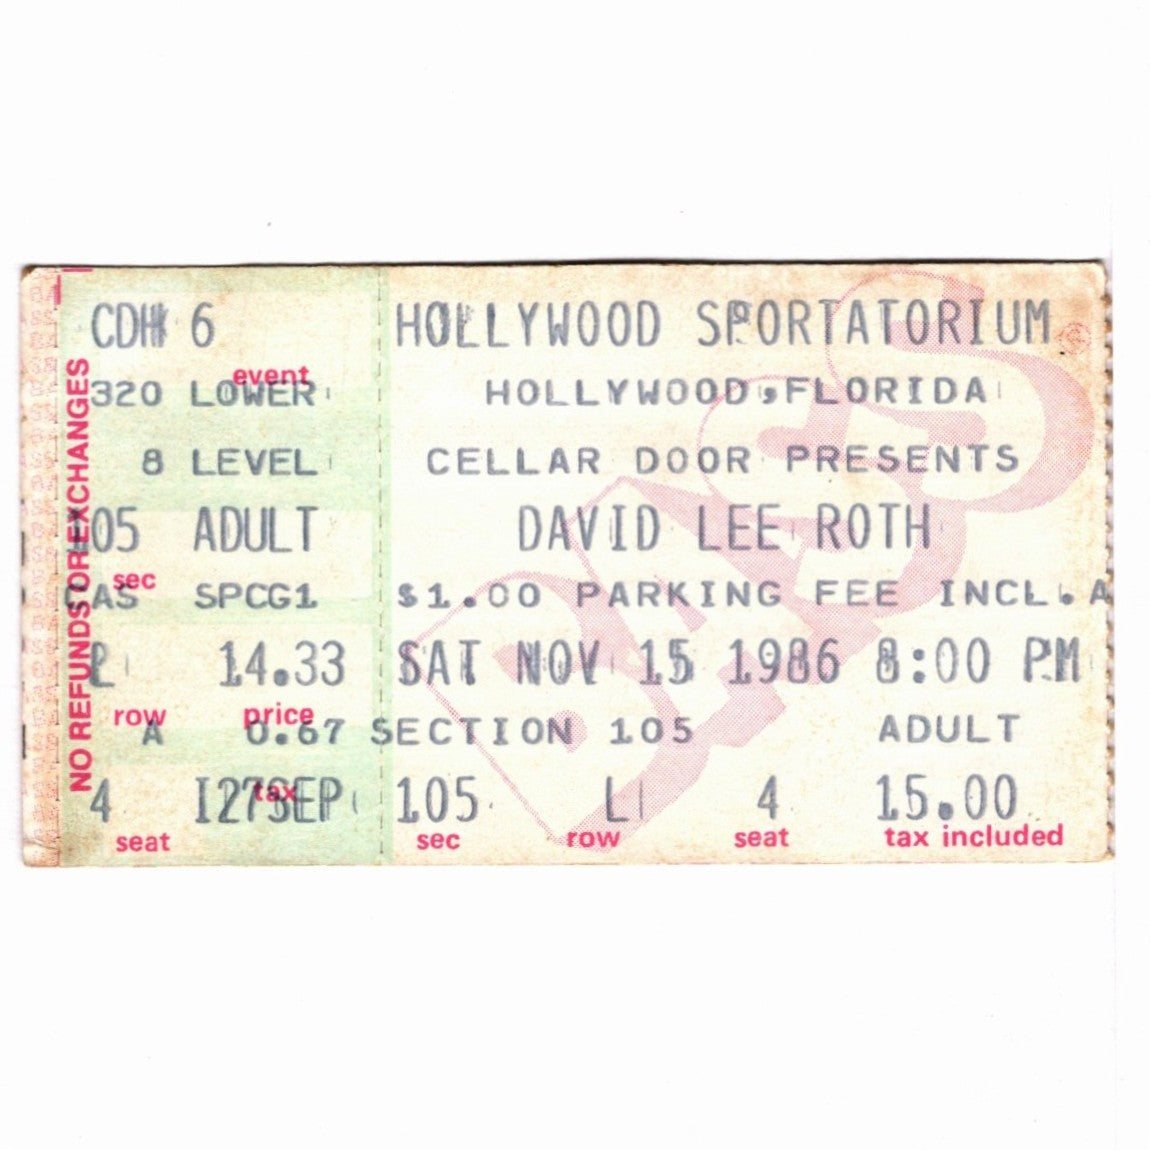 NO REFUNDS OR EXCHANGES
CDH 6
event
320 LOWER
8 LEVEL
105 ADULT
sec
CAS SPCG1
L 14.33
row price
A 0.67
tax
4 I27SEP
seat
HOLLYWOOD SPORTATORIUM
HOLLYWOOD,FLORIDA
CELLAR DOOR PRESENTS
DAVID LEE ROTH
$1.00 PARKING FEE INCL.A
SAT NOV 15 1986 8:00 PM
SECTION 105 ADULT
105 L 4 15.00
sec row seat tax included
BASS